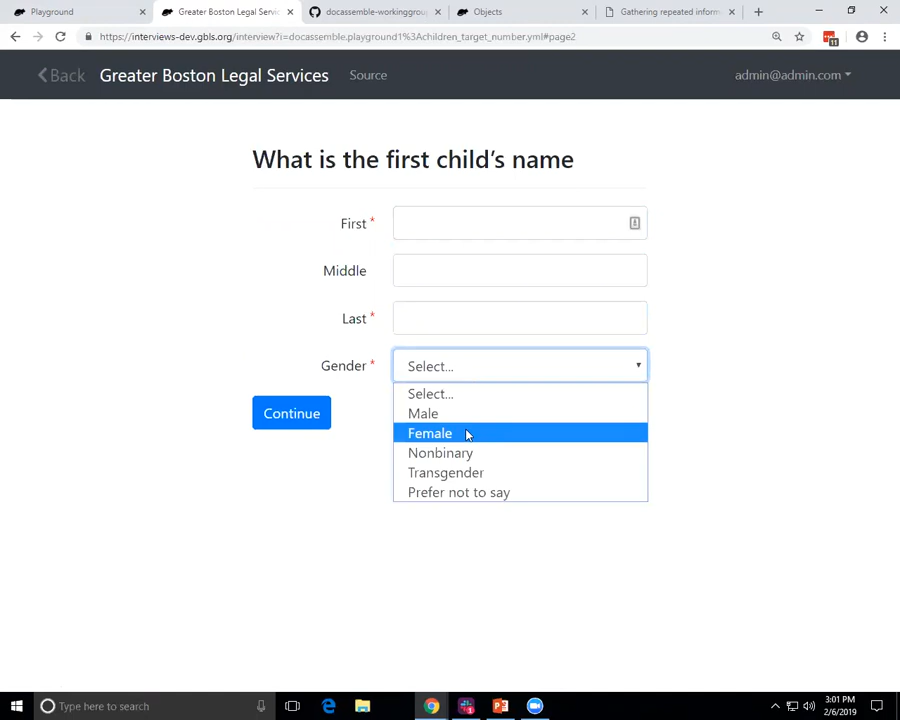 Playground
Greater Boston Legal Servic
docassemble-workinggroup
Objects
Gathering repeated inform
https://interviews-dev.gbls.org/interview?i=docassemble.playground1%3Achildren_target_number.yml#page2
11
Back
Greater Boston Legal Services
Source
admin@admin.com
What is the first child's name
First *
Middle
Last *
Gender *
Select...
Select...
Male
Female
Nonbinary
Transgender
Prefer not to say
Continue
Type here to search
3:01 PM
2/6/2019